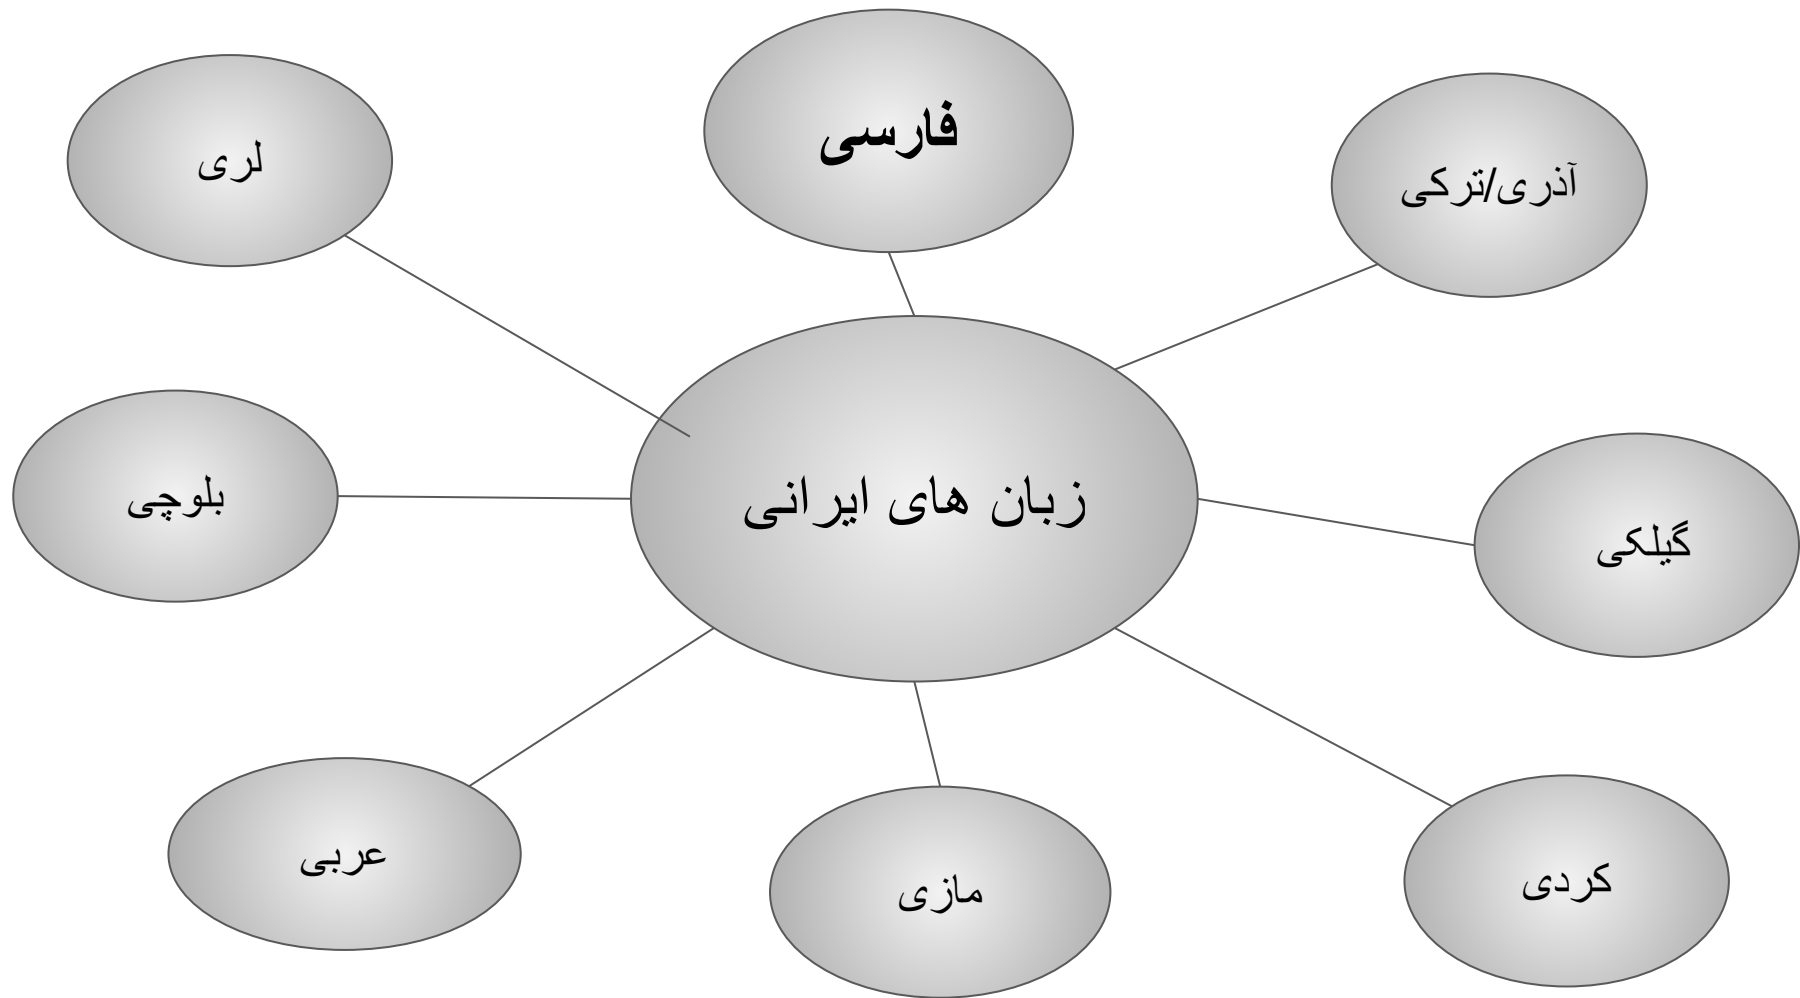 فارسی
لری
آذری/ترکی
زبان های ایرانی
بلوچی
گیلکی
عربی
مازی
کردی